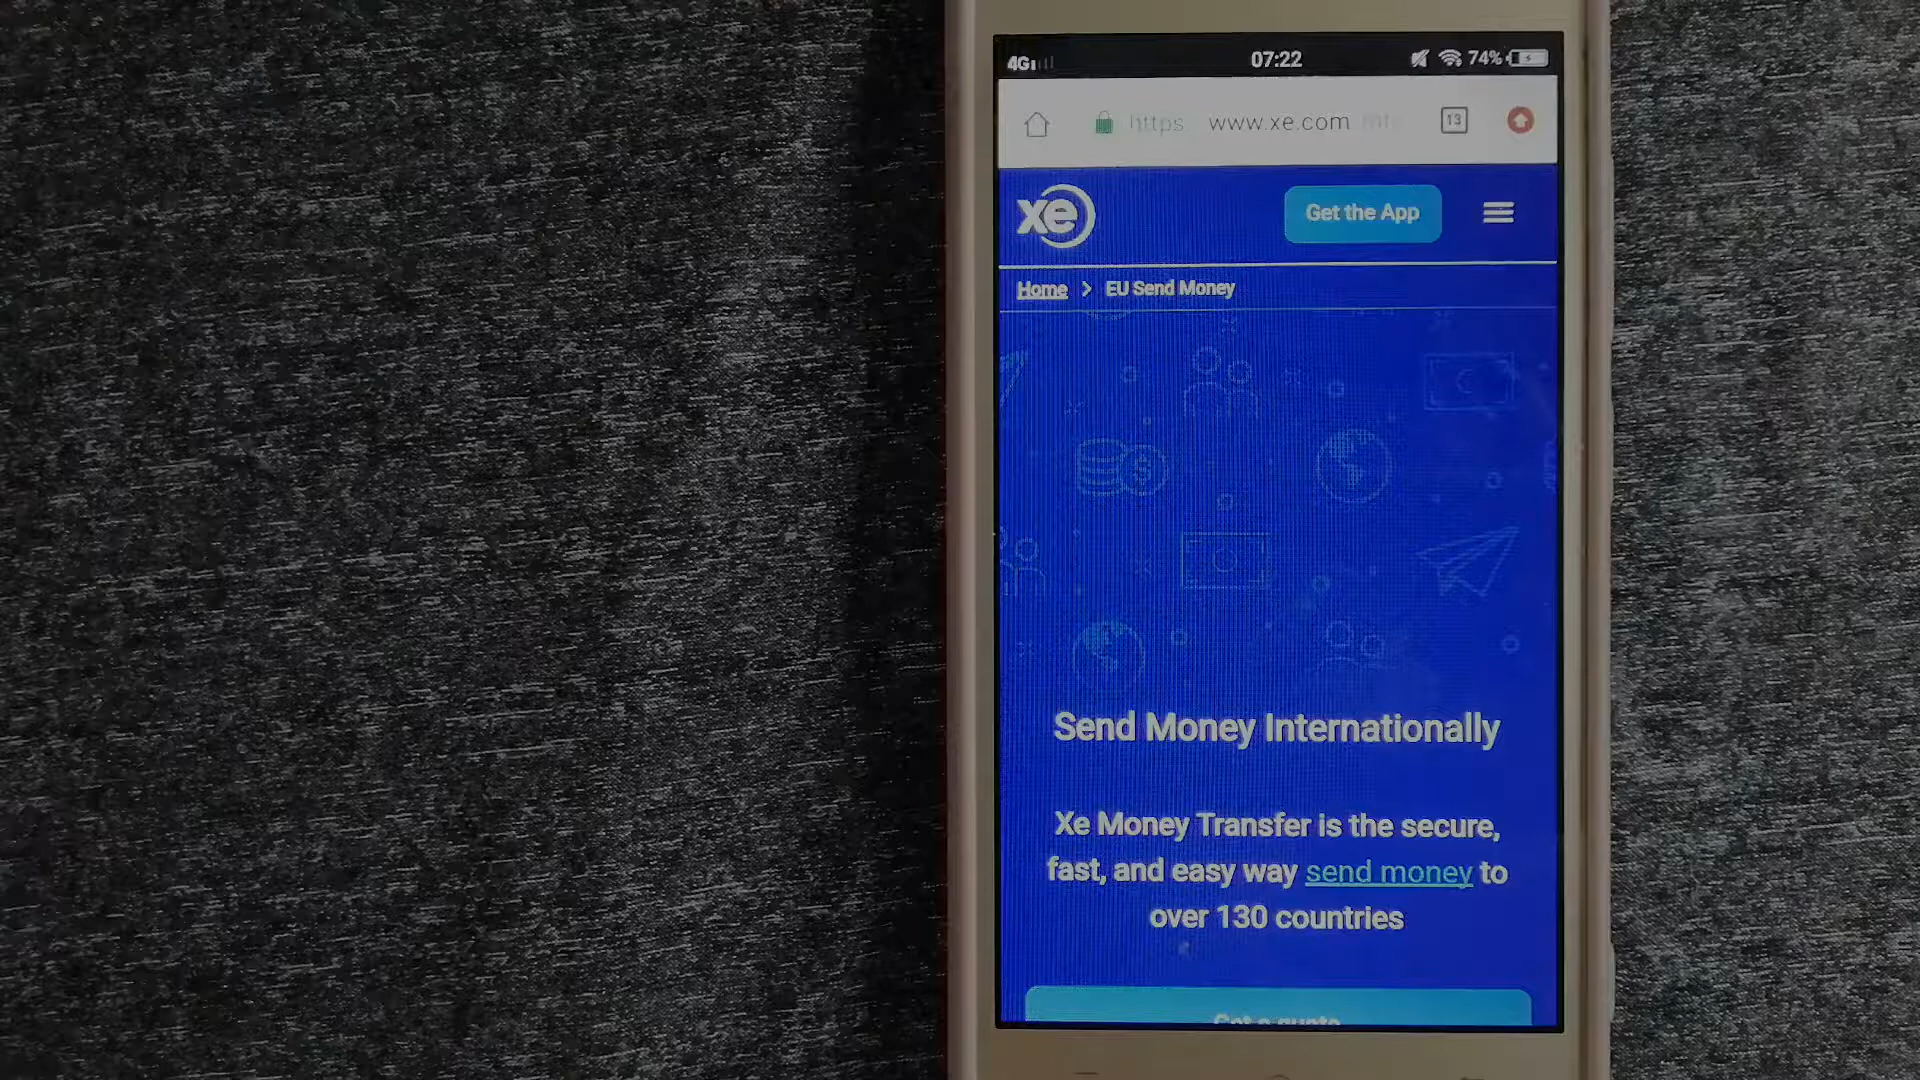 4G 07:22 74%
https www.xe.com 13
xe Get the App
Home > EU Send Money
Send Money Internationally
Xe Money Transfer is the secure,
fast, and easy way send money to
over 130 countries
Get a quote